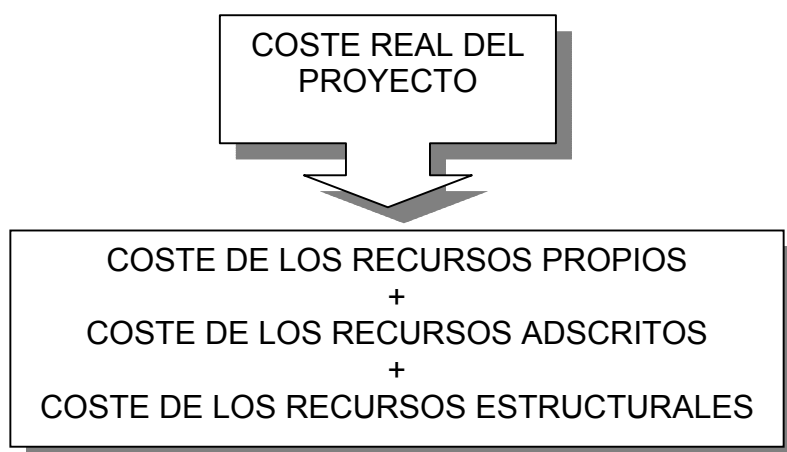 COSTE REAL DEL
PROYECTO
COSTE DE LOS RECURSOS PROPIOS
+
COSTE DE LOS RECURSOS ADSCRITOS
+
COSTE DE LOS RECURSOS ESTRUCTURALES